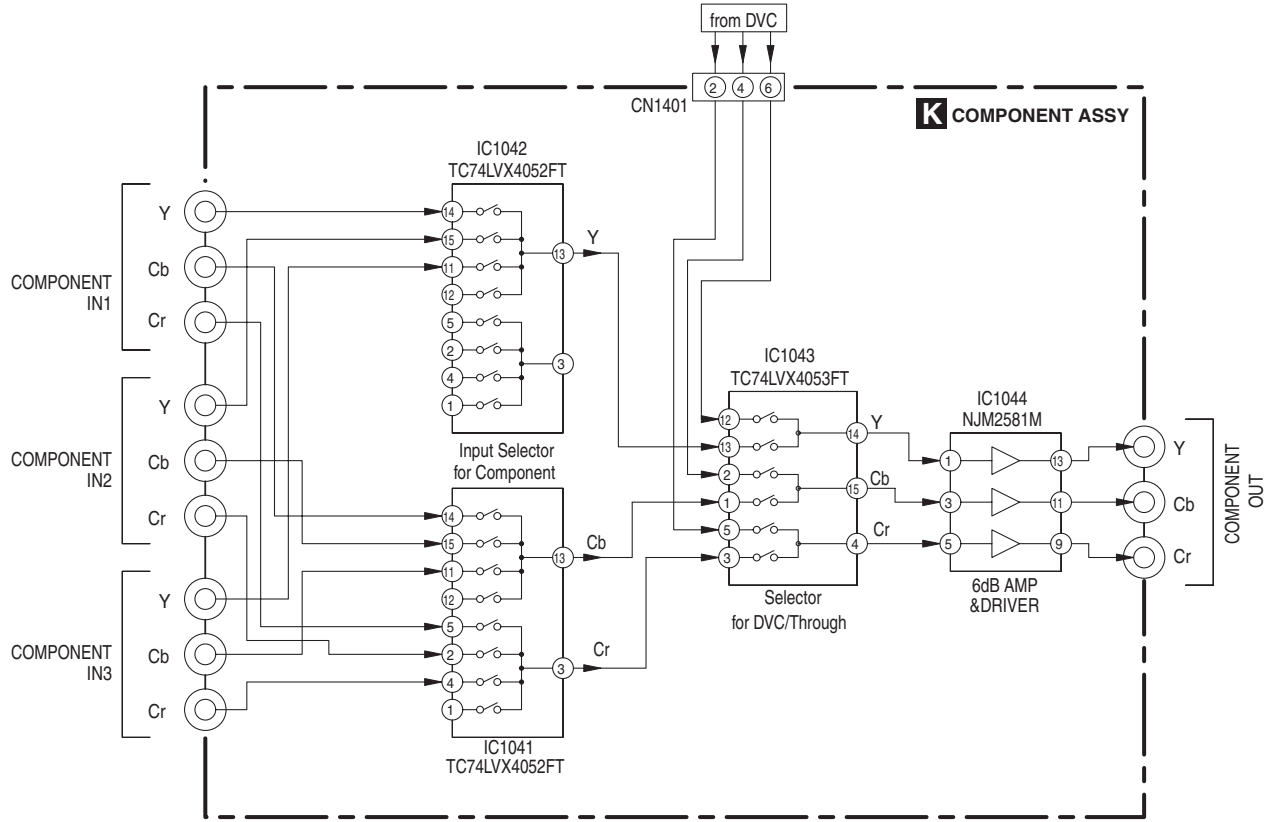 from DVC
2 4 6
CN1401
K COMPONENT ASSY
IC1042
TC74LVX4052FT
14
15
11
12
5
2
4
1
13
3
Y
Input Selector
for Component
COMPONENT
IN1
Y
Cb
Cr
COMPONENT
IN2
Y
Cb
Cr
COMPONENT
IN3
Y
Cb
Cr
14
15
11
12
5
2
4
1
13
3
Cb
Cr
IC1041
TC74LVX4052FT
IC1043
TC74LVX4053FT
12
13
2
1
5
3
14
15
4
Y
Cb
Cr
Selector
for DVC/Through
IC1044
NJM2581M
1
3
5
13
11
9
6dB AMP
&DRIVER
Y
Cb
Cr
COMPONENT
OUT